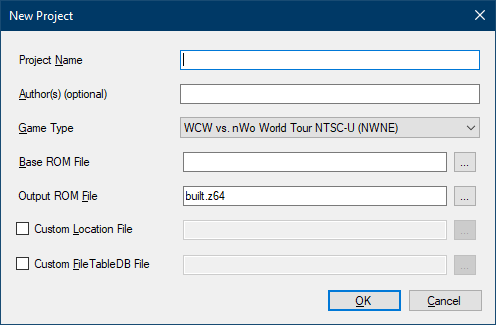 New Project
Project Name
Author(s) (optional)
Game Type WCW vs. nWo World Tour NTSC-U (NWNE)
Base ROM File ...
Output ROM File built.z64 ...
Custom Location File ...
Custom FileTableDB File ...
OK Cancel